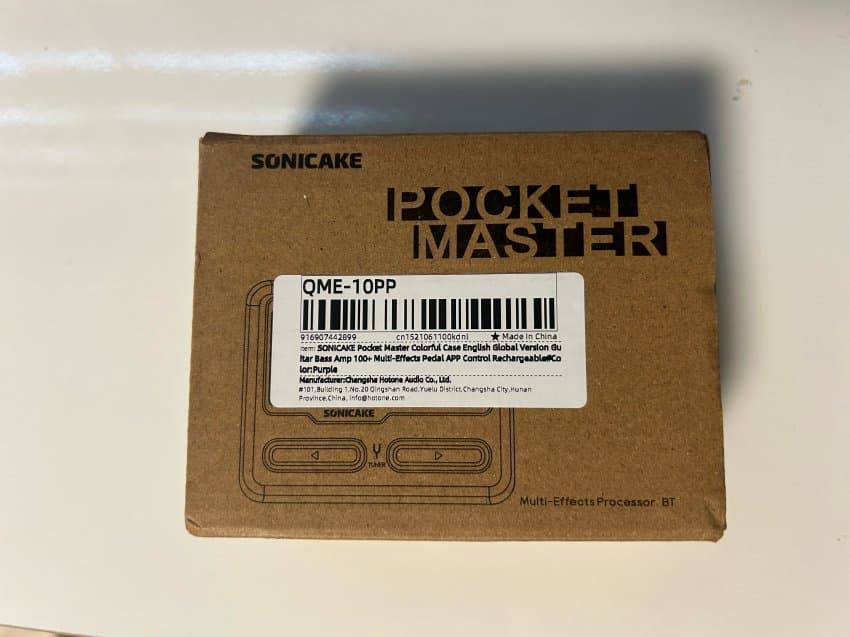 SONICAKE
POCKET
MASTER
QME-10PP
916907442899 cn1521061100kdnl ★ Made in China
Item: SONICAKE Pocket Master Colorful Case English Global Version Gu
itar Bass Amp 100+ Multi-Effects Pedal APP Control Rechargeable#Co
lor:Purple
Manufacturer:Changsha Hotone Audio Co., Ltd.
#101,Building 1,No.20 Qingshan Road,Yuelu District,Changsha City,Hunan
Province,China, info@hotone.com
SONICAKE
TUNER
Multi-Effects Processor BT